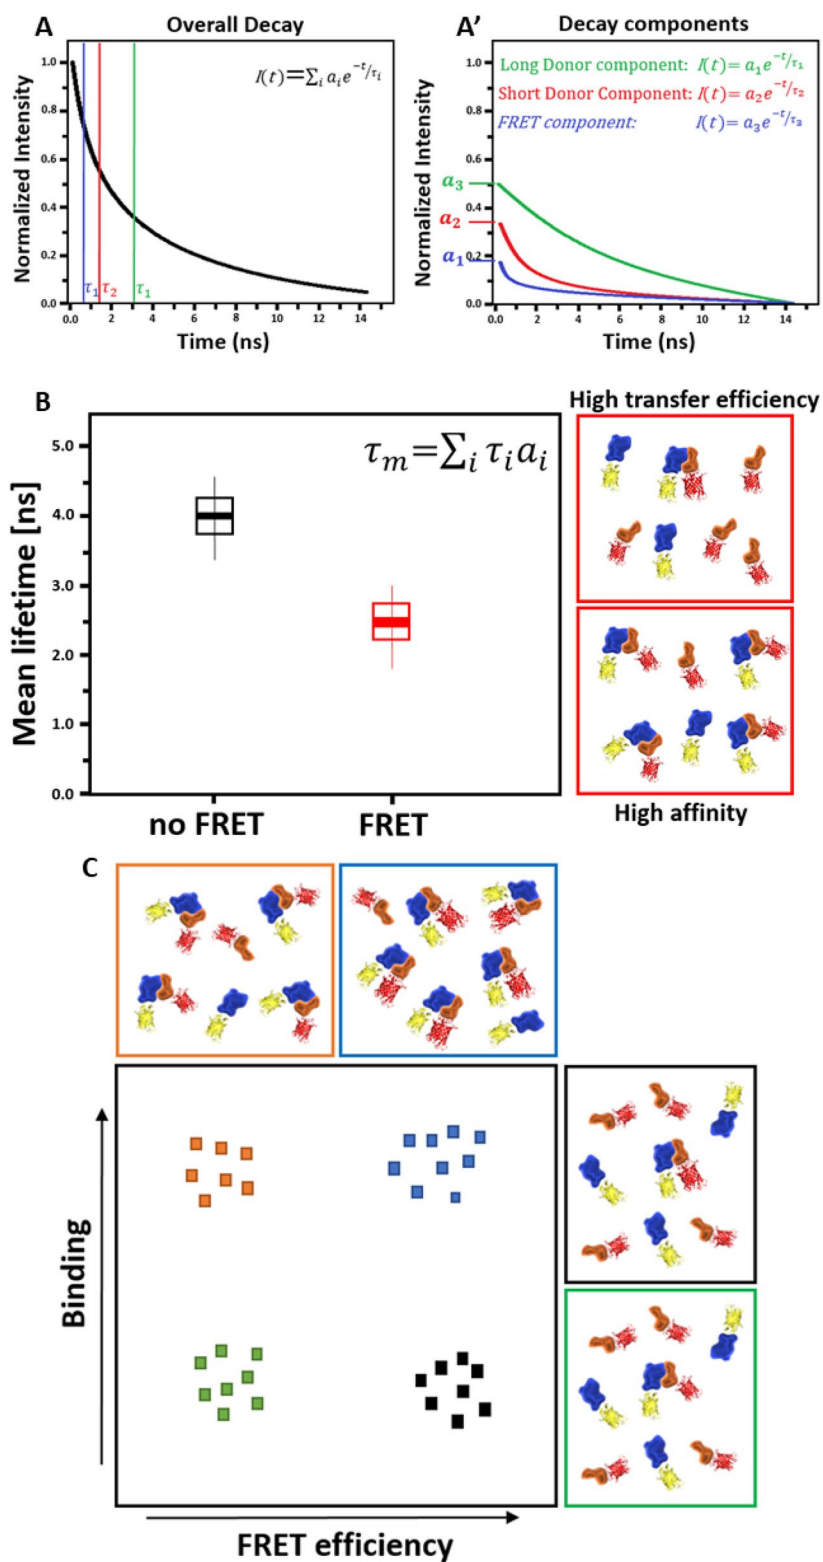 A
Overall Decay
I(t)=∑ᵢ aᵢe^−t/τᵢ
Normalized Intensity
1.0
0.8
0.6
0.4
0.2
0.0
τ₁
τ₂
τ₁
0.0
2
4
6
8
10
12
14
Time (ns)
A′
Decay components
Long Donor component: I(t)= a₁e^−t/τ₁
Short Donor Component: I(t)= a₂e^−t/τ₂
FRET component: I(t)= a₃e^−t/τ₃
Normalized Intensity
1.0
0.8
0.6
a₃
0.4
a₂
0.2
a₁
0.0
0.0
2
4
6
8
10
12
14
Time (ns)
B
τₘ=∑ᵢ τᵢaᵢ
Mean lifetime [ns]
5.0
4.0
3.0
2.0
1.0
0.0
no FRET
FRET
High transfer efficiency
High affinity
C
Binding
FRET efficiency